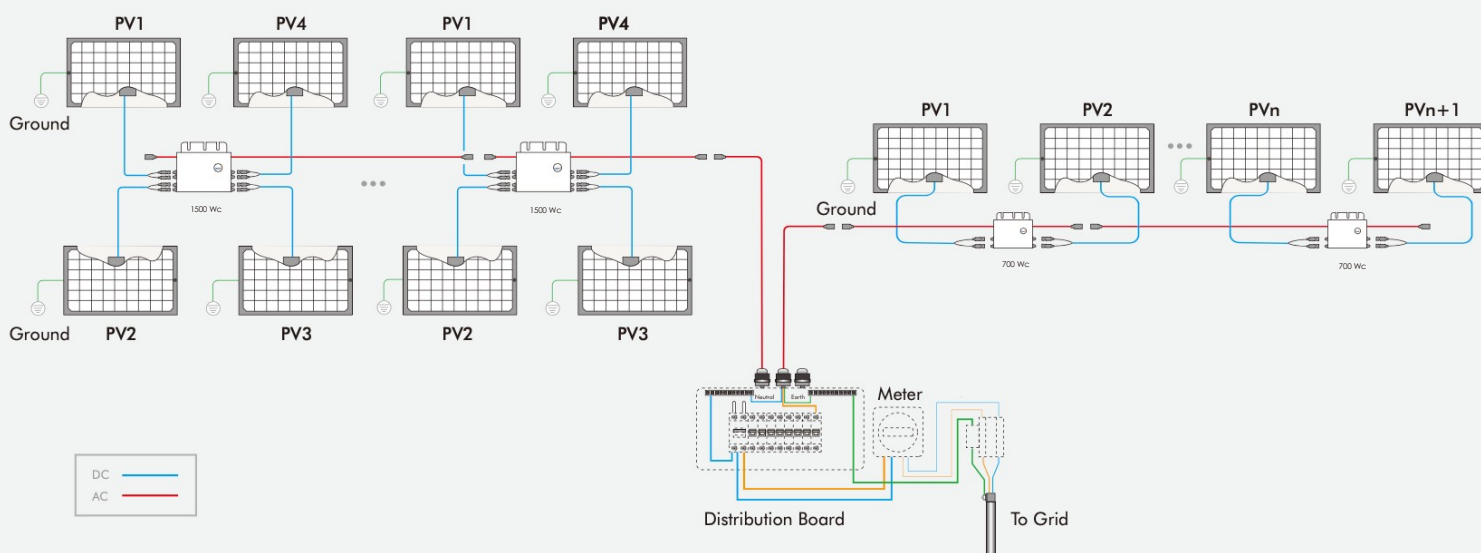 PV1 PV4 PV1 PV4
PV1 PV2 PVn PVn+1
Ground
Ground
1500 Wc 1500 Wc
700 Wc 700 Wc
Ground PV2 PV3 PV2 PV3
Meter
Neutral Earth
DC
AC
Distribution Board To Grid